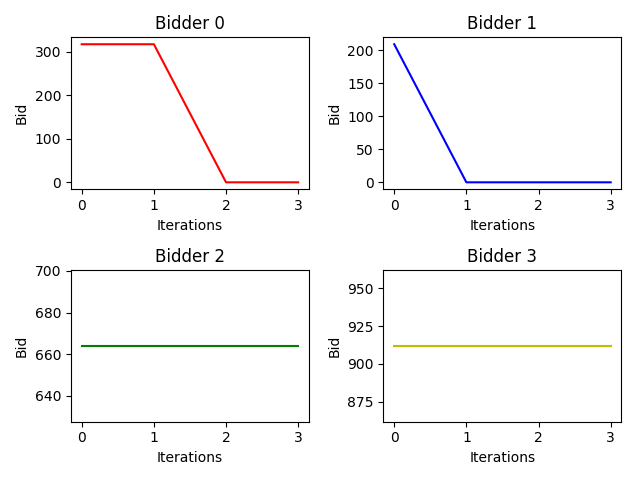 Bidder 0
Bid
300
200
100
0
0 1 2 3
Iterations
Bidder 1
Bid
200
150
100
50
0
0 1 2 3
Iterations
Bidder 2
Bid
700
680
660
640
0 1 2 3
Iterations
Bidder 3
Bid
950
925
900
875
0 1 2 3
Iterations